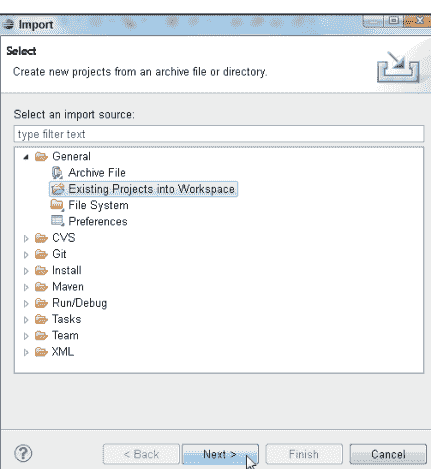 Import
Select
Create new projects from an archive file or directory.
Select an import source:
type filter text
General
Archive File
Existing Projects into Workspace
File System
Preferences
CVS
Git
Install
Maven
Run/Debug
Tasks
Team
XML
? < Back Next > Finish Cancel